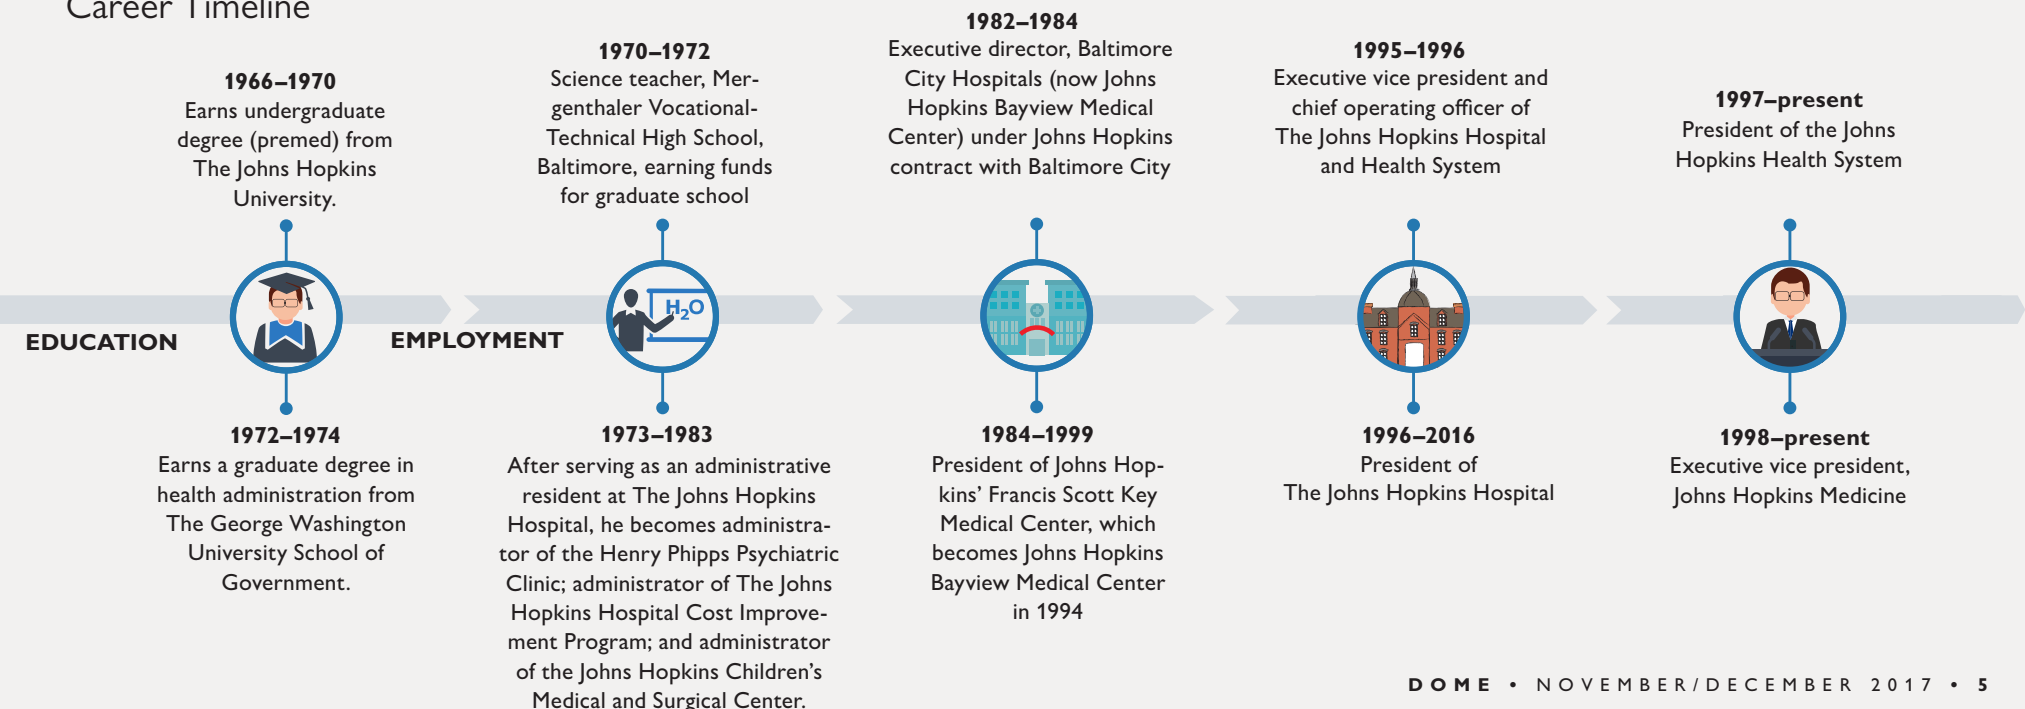 Career Timeline
1966–1970
Earns undergraduate
degree (premed) from
The Johns Hopkins
University.
1970–1972
Science teacher, Mer-
genthaler Vocational-
Technical High School,
Baltimore, earning funds
for graduate school
1982–1984
Executive director, Baltimore
City Hospitals (now Johns
Hopkins Bayview Medical
Center) under Johns Hopkins
contract with Baltimore City
1995–1996
Executive vice president and
chief operating officer of
The Johns Hopkins Hospital
and Health System
1997–present
President of the Johns
Hopkins Health System
EDUCATION
EMPLOYMENT
H2O
1972–1974
Earns a graduate degree in
health administration from
The George Washington
University School of
Government.
1973–1983
After serving as an administrative
resident at The Johns Hopkins
Hospital, he becomes administra-
tor of the Henry Phipps Psychiatric
Clinic; administrator of The Johns
Hopkins Hospital Cost Improve-
ment Program; and administrator
of the Johns Hopkins Children’s
Medical and Surgical Center.
1984–1999
President of Johns Hop-
kins’ Francis Scott Key
Medical Center, which
becomes Johns Hopkins
Bayview Medical Center
in 1994
1996–2016
President of
The Johns Hopkins Hospital
1998–present
Executive vice president,
Johns Hopkins Medicine
DOME • NOVEMBER/DECEMBER 2017 • 5